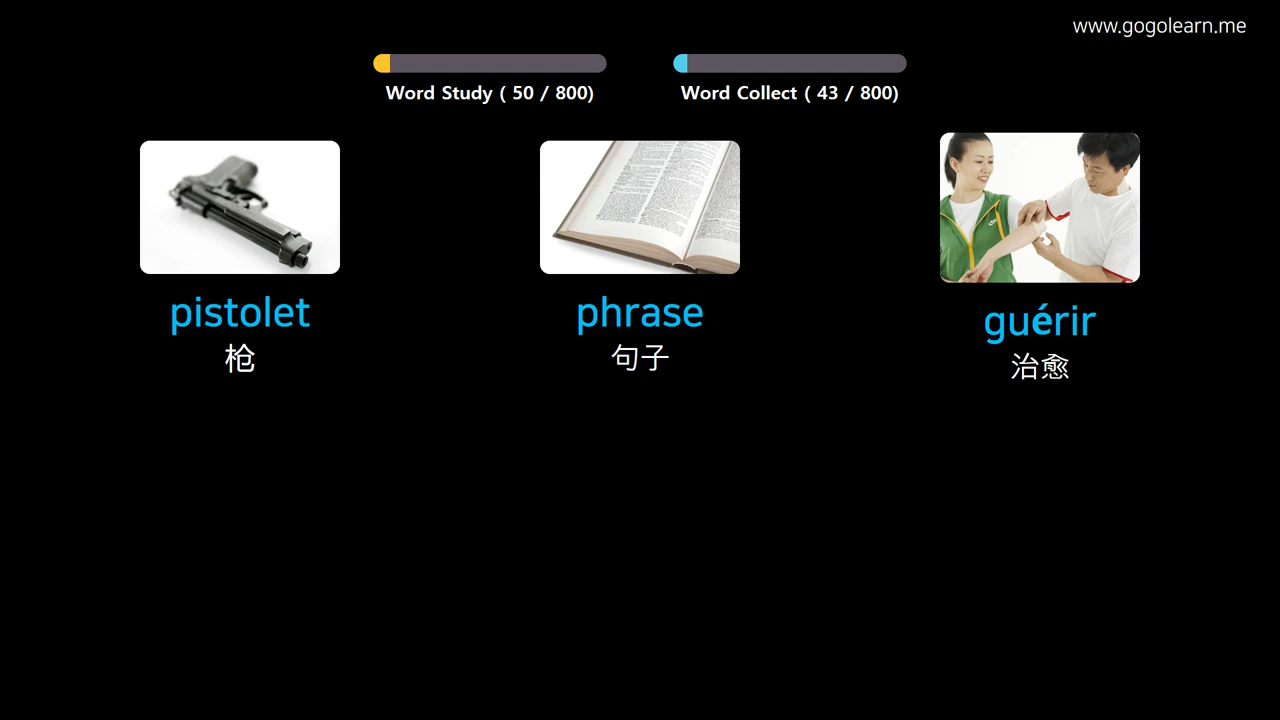 www.gogolearn.me
Word Study ( 50 / 800)
Word Collect ( 43 / 800)
pistolet
枪
phrase
句子
guérir
治愈